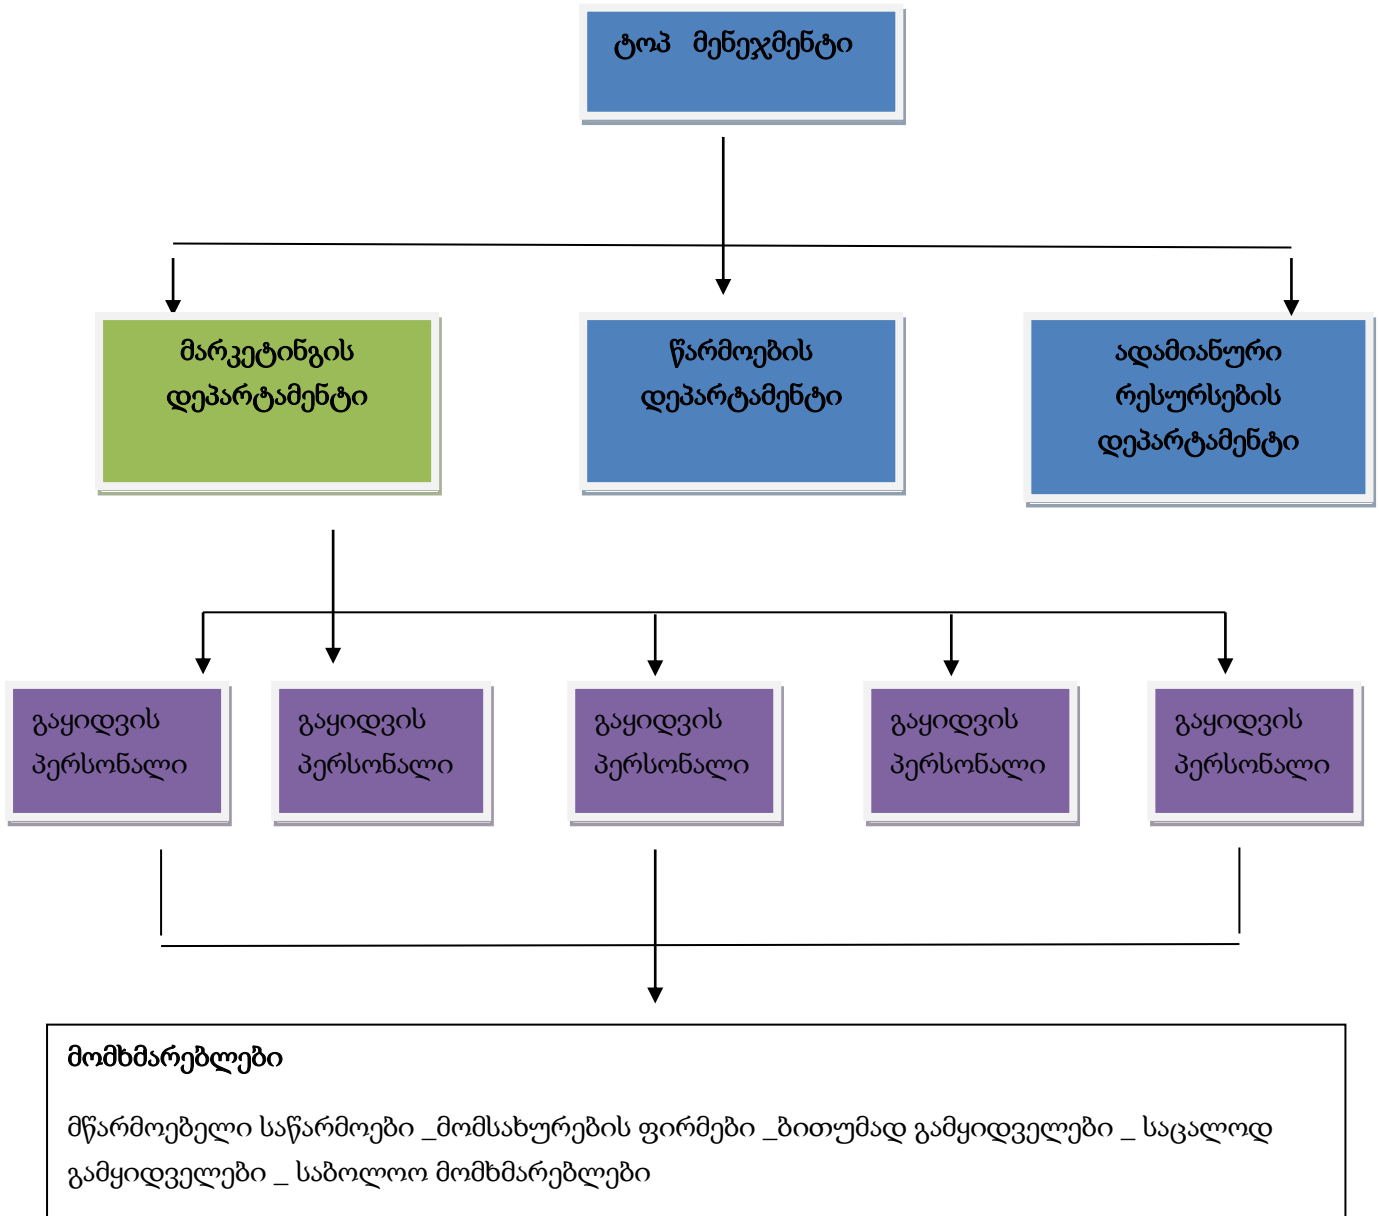 ტოპ მენეჯმენტი
მარკეტინგის
დეპარტამენტი
წარმოების
დეპარტამენტი
ადამიანური
რესურსების
დეპარტამენტი
გაყიდვის
პერსონალი
გაყიდვის
პერსონალი
გაყიდვის
პერსონალი
გაყიდვის
პერსონალი
გაყიდვის
პერსონალი
მომხმარებლები
მწარმოებელი საწარმოები _მომსახურების ფირმები _ბითუმად გამყიდველები _ საცალოდ
გამყიდველები _ საბოლოო მომხმარებლები